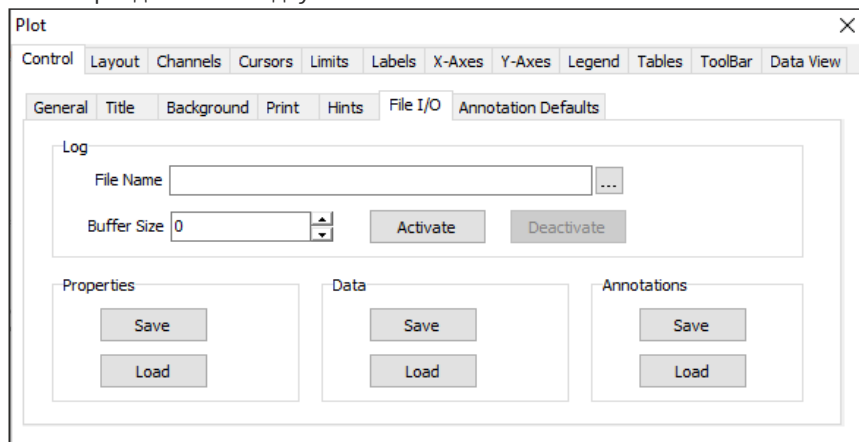 Plot
Control Layout Channels Cursors Limits Labels X-Axes Y-Axes Legend Tables ToolBar Data View
General Title Background Print Hints File I/O Annotation Defaults
Log
File Name ...
Buffer Size 0 Activate Deactivate
Properties Data Annotations
Save Save Save
Load Load Load